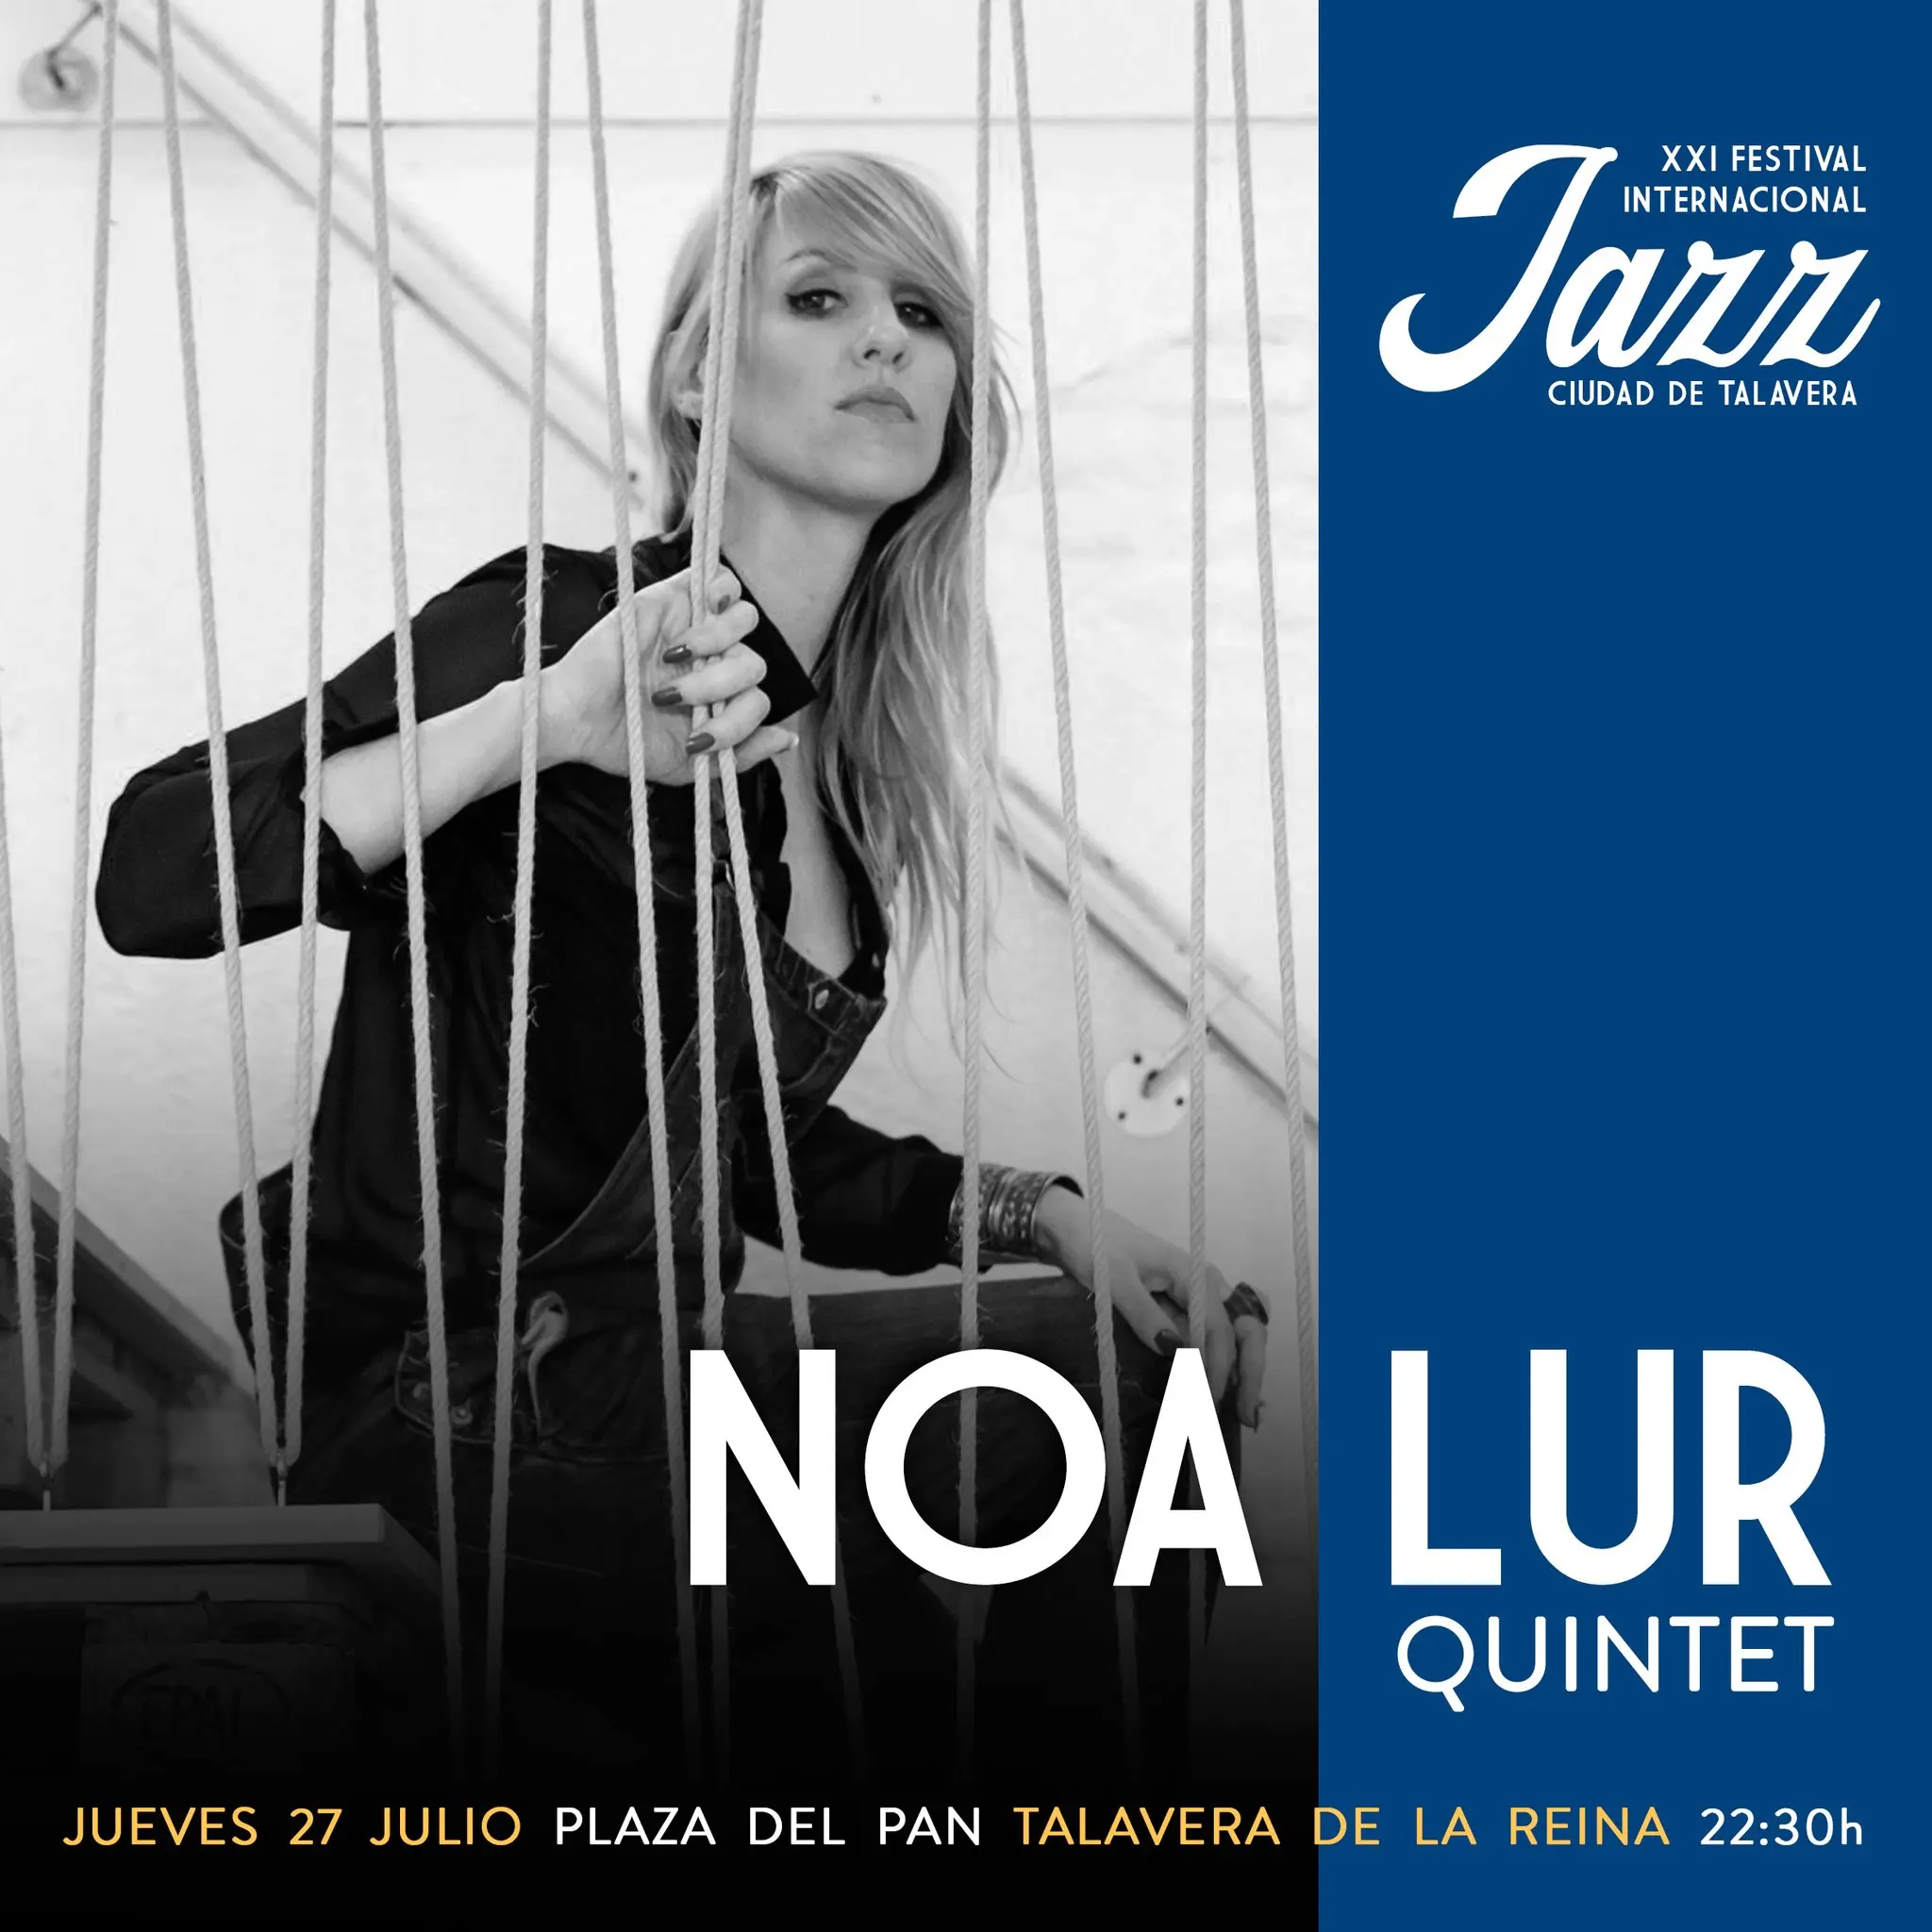 XXI FESTIVAL
INTERNACIONAL
Jazz
CIUDAD DE TALAVERA
NOA LUR
QUINTET
JUEVES 27 JULIO PLAZA DEL PAN TALAVERA DE LA REINA 22:30h